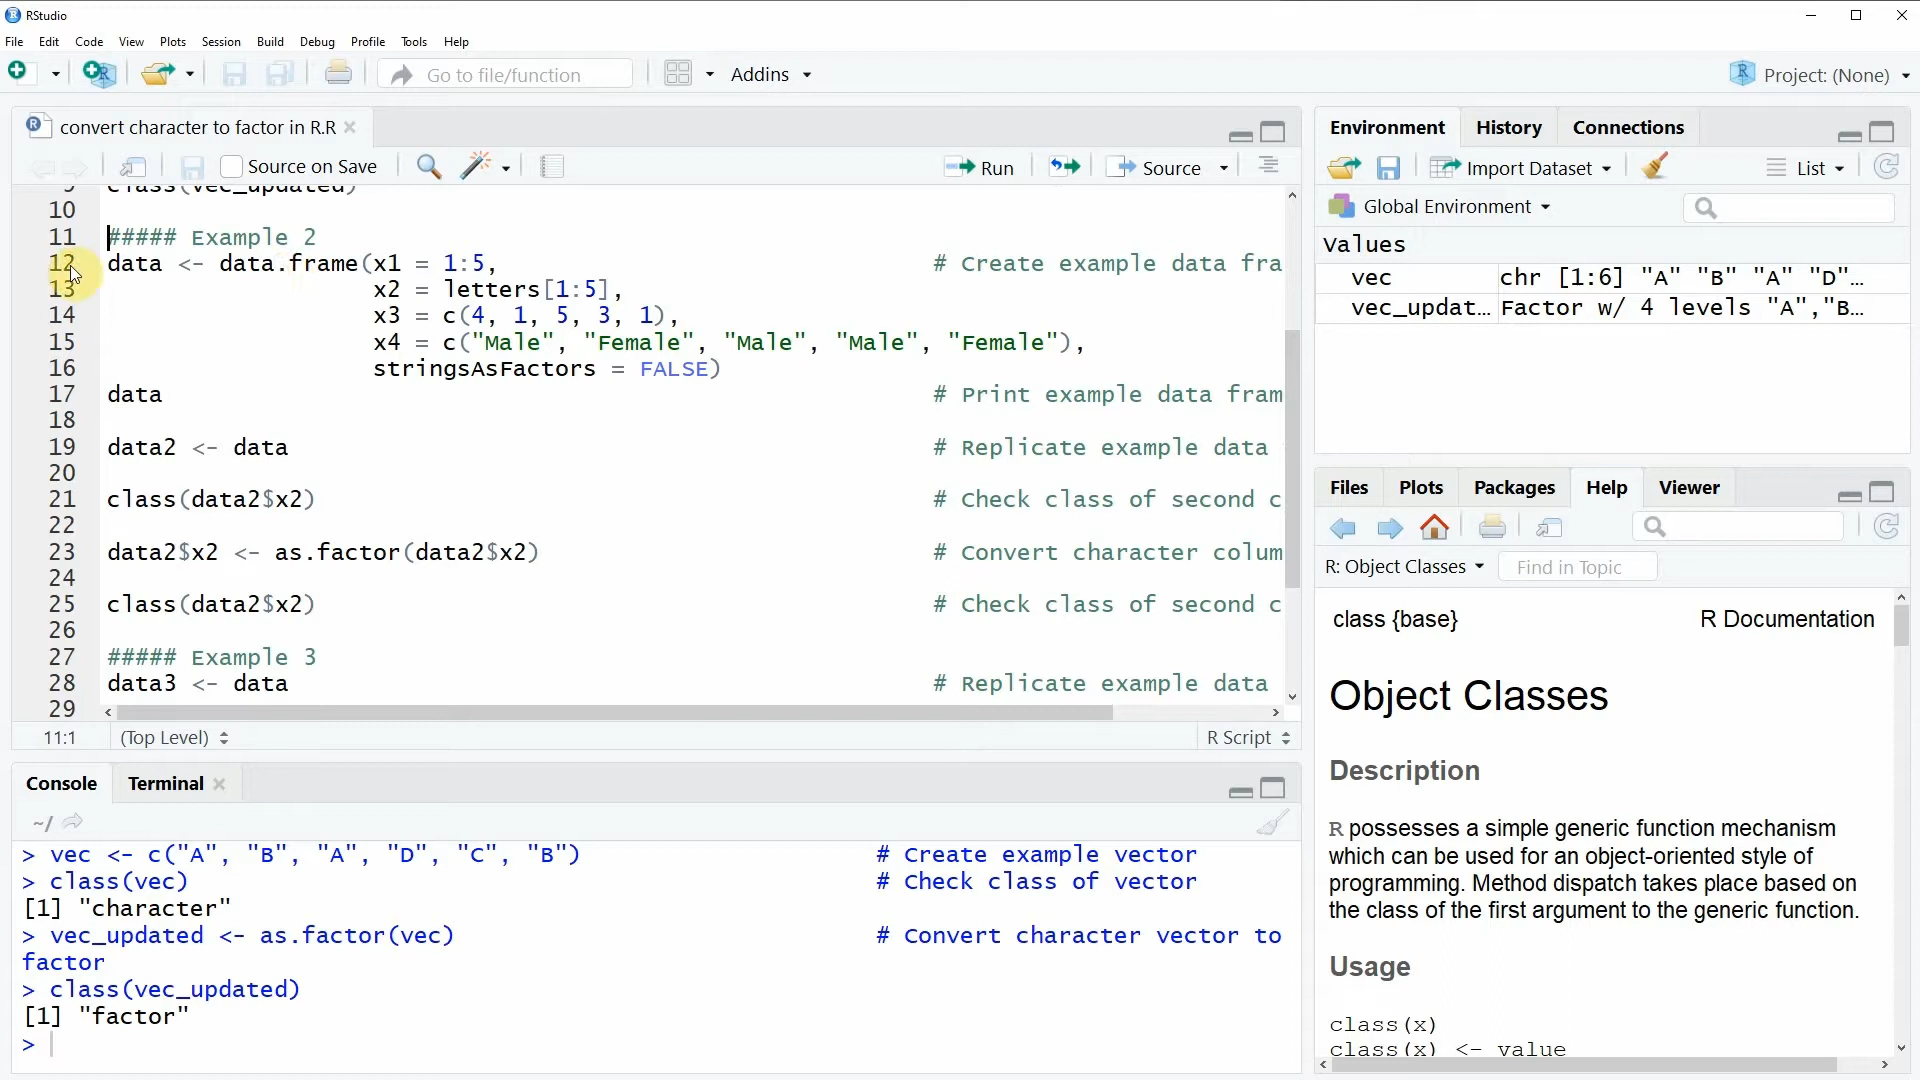 RStudio
File Edit Code View Plots Session Build Debug Profile Tools Help
Go to file/function
Addins
Project: (None)
convert character to factor in R.R
Source on Save
Run
Source
9 class(vec_updated)
10
11 ##### Example 2
12 data <- data.frame(x1 = 1:5, # Create example data fra
13 x2 = letters[1:5],
14 x3 = c(4, 1, 5, 3, 1),
15 x4 = c("Male", "Female", "Male", "Male", "Female"),
16 stringsAsFactors = FALSE)
17 data # Print example data fram
18
19 data2 <- data # Replicate example data
20
21 class(data2$x2) # Check class of second c
22
23 data2$x2 <- as.factor(data2$x2) # Convert character colum
24
25 class(data2$x2) # Check class of second c
26
27 ##### Example 3
28 data3 <- data # Replicate example data
29
11:1 (Top Level) R Script
Console Terminal
~/
> vec <- c("A", "B", "A", "D", "C", "B") # Create example vector
> class(vec) # Check class of vector
[1] "character"
> vec_updated <- as.factor(vec) # Convert character vector to
factor
> class(vec_updated)
[1] "factor"
>
Environment History Connections
Import Dataset List
Global Environment
Values
vec chr [1:6] "A" "B" "A" "D"…
vec_updat… Factor w/ 4 levels "A","B…
Files Plots Packages Help Viewer
R: Object Classes Find in Topic
class {base} R Documentation
Object Classes
Description
R possesses a simple generic function mechanism
which can be used for an object-oriented style of
programming. Method dispatch takes place based on
the class of the first argument to the generic function.
Usage
class(x)
class(x) <- value